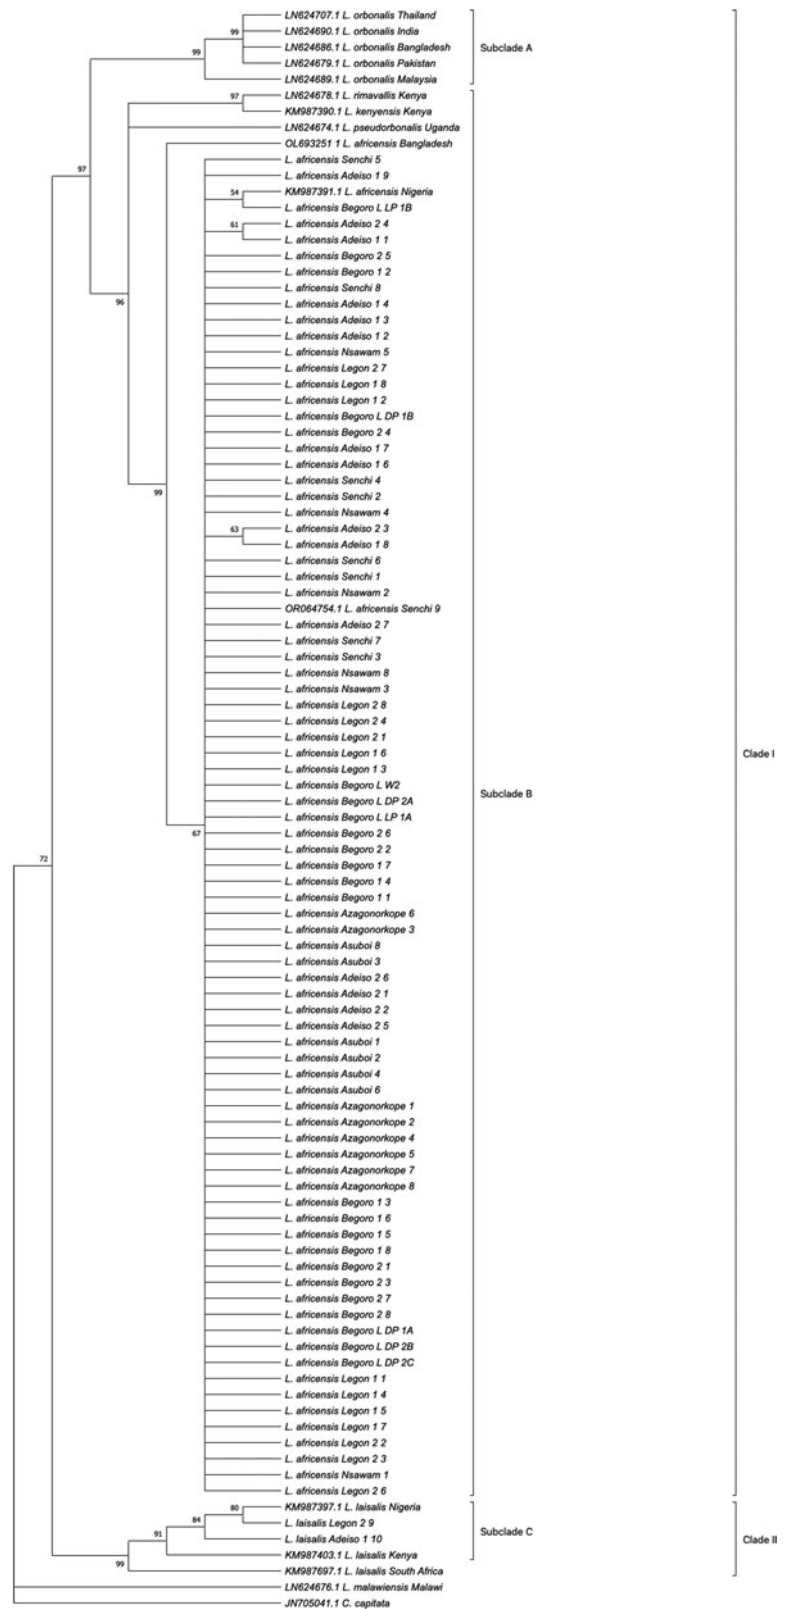 LN624707.1 L. orbonalis Thailand
99
LN624690.1 L. orbonalis India
99
LN624686.1 L. orbonalis Bangladesh
Subclade A
LN624679.1 L. orbonalis Pakistan
LN624689.1 L. orbonalis Malaysia
97
LN624678.1 L. rimavallis Kenya
KM987390.1 L. kenyensis Kenya
LN624674.1 L. pseudorbonalis Uganda
OL693251 1 L. africensis Bangladesh
L. africensis Senchi 5
97
L. africensis Adeiso 1 9
54
KM987391.1 L. africensis Nigeria
L. africensis Begoro L LP 1B
61
L. africensis Adeiso 2 4
L. africensis Adeiso 1 1
L. africensis Begoro 2 5
L. africensis Begoro 1 2
L. africensis Senchi 8
96
L. africensis Adeiso 1 4
L. africensis Adeiso 1 3
L. africensis Adeiso 1 2
L. africensis Nsawam 5
L. africensis Legon 2 7
L. africensis Legon 1 8
L. africensis Legon 1 2
L. africensis Begoro L DP 1B
L. africensis Begoro 2 4
L. africensis Adeiso 1 7
L. africensis Adeiso 1 6
L. africensis Senchi 4
99
L. africensis Senchi 2
L. africensis Nsawam 4
63
L. africensis Adeiso 2 3
L. africensis Adeiso 1 8
L. africensis Senchi 6
L. africensis Senchi 1
L. africensis Nsawam 2
OR064754.1 L. africensis Senchi 9
L. africensis Adeiso 2 7
L. africensis Senchi 7
L. africensis Senchi 3
L. africensis Nsawam 8
L. africensis Nsawam 3
L. africensis Legon 2 8
L. africensis Legon 2 4
L. africensis Legon 2 1
L. africensis Legon 1 6
Clade I
L. africensis Legon 1 3
L. africensis Begoro L W2
Subclade B
L. africensis Begoro L DP 2A
L. africensis Begoro L LP 1A
67
L. africensis Begoro 2 6
L. africensis Begoro 2 2
72
L. africensis Begoro 1 7
L. africensis Begoro 1 4
L. africensis Begoro 1 1
L. africensis Azagonorkope 6
L. africensis Azagonorkope 3
L. africensis Asuboi 8
L. africensis Asuboi 3
L. africensis Adeiso 2 6
L. africensis Adeiso 2 1
L. africensis Adeiso 2 2
L. africensis Adeiso 2 5
L. africensis Asuboi 1
L. africensis Asuboi 2
L. africensis Asuboi 4
L. africensis Asuboi 6
L. africensis Azagonorkope 1
L. africensis Azagonorkope 2
L. africensis Azagonorkope 4
L. africensis Azagonorkope 5
L. africensis Azagonorkope 7
L. africensis Azagonorkope 8
L. africensis Begoro 1 3
L. africensis Begoro 1 6
L. africensis Begoro 1 5
L. africensis Begoro 1 8
L. africensis Begoro 2 1
L. africensis Begoro 2 3
L. africensis Begoro 2 7
L. africensis Begoro 2 8
L. africensis Begoro L DP 1A
L. africensis Begoro L DP 2B
L. africensis Begoro L DP 2C
L. africensis Legon 1 1
L. africensis Legon 1 4
L. africensis Legon 1 5
L. africensis Legon 1 7
L. africensis Legon 2 2
L. africensis Legon 2 3
L. africensis Nsawam 1
L. africensis Legon 2 6
80
KM987397.1 L. laisalis Nigeria
84
L. laisalis Legon 2 9
Subclade C
91
L. laisalis Adeiso 1 10
Clade II
KM987403.1 L. laisalis Kenya
99
KM987697.1 L. laisalis South Africa
LN624676.1 L. malawiensis Malawi
JN705041.1 C. capitata